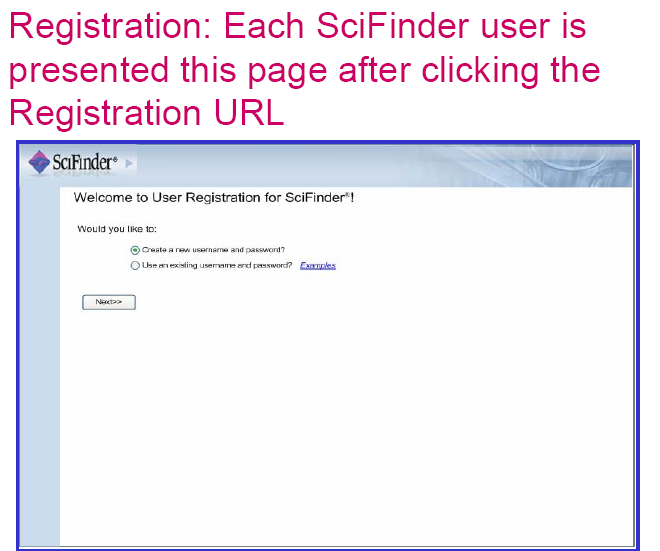 Registration: Each SciFinder user is
presented this page after clicking the
Registration URL
SciFinder®
Welcome to User Registration for SciFinder®!
Would you like to:
Create a new username and password?
Use an existing username and password? Examples
Next>>